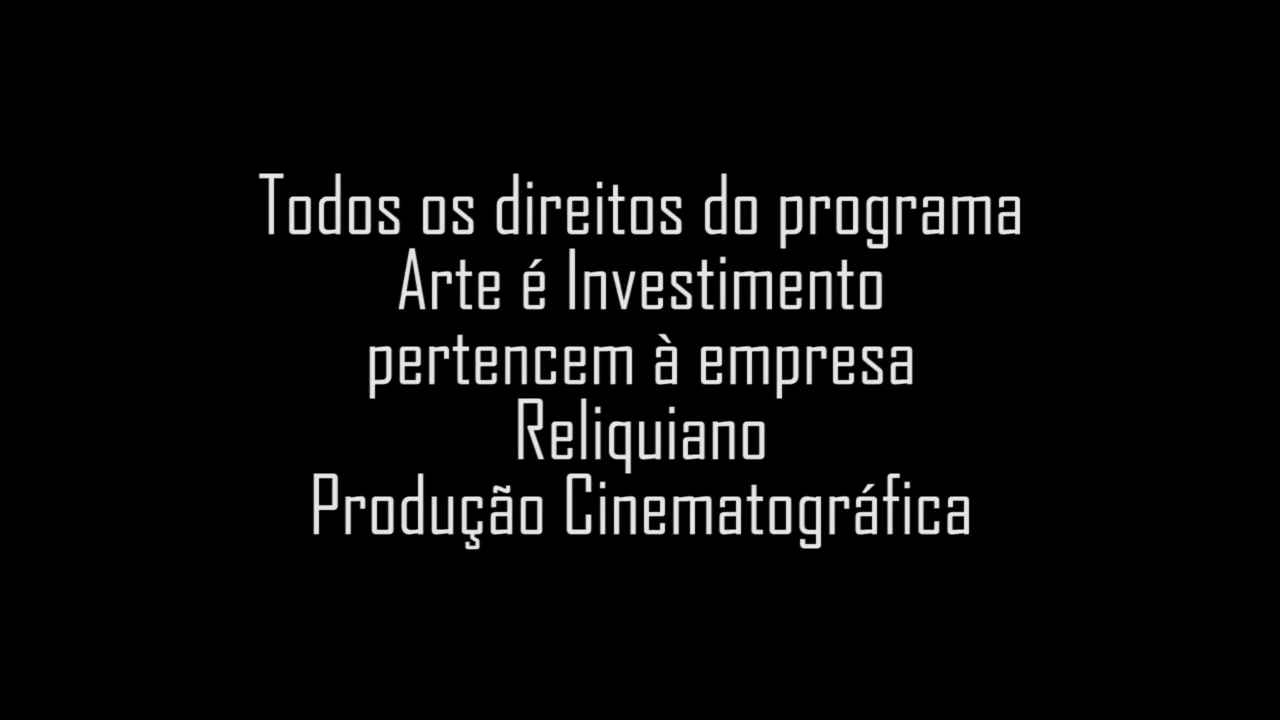 Todos os direitos do programa
Arte é Investimento
pertencem à empresa
Reliquiano
Produção Cinematográfica